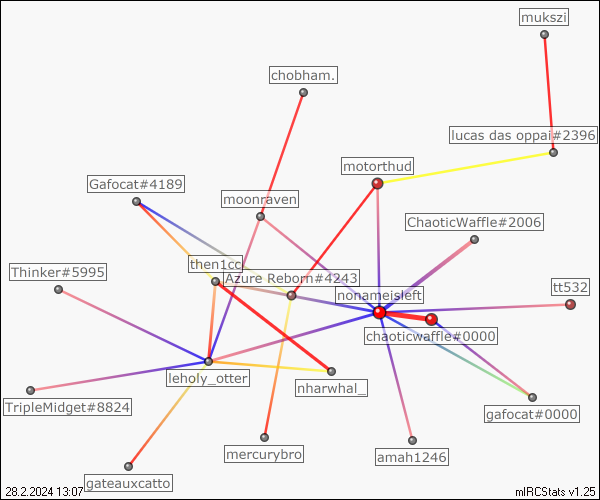 mukszi
chobham.
lucas das oppai#2396
motorthud
Gafocat#4189
moonraven
ChaoticWaffle#2006
then1cc
Thinker#5995
Azure Reborn#4243
tt532
nonameisleft
chaoticwaffle#0000
leholy_otter
nharwhal_
TripleMidget#8824
gafocat#0000
mercurybro
amah1246
gateauxcatto
28.2.2024 13:07
mIRCStats v1.25